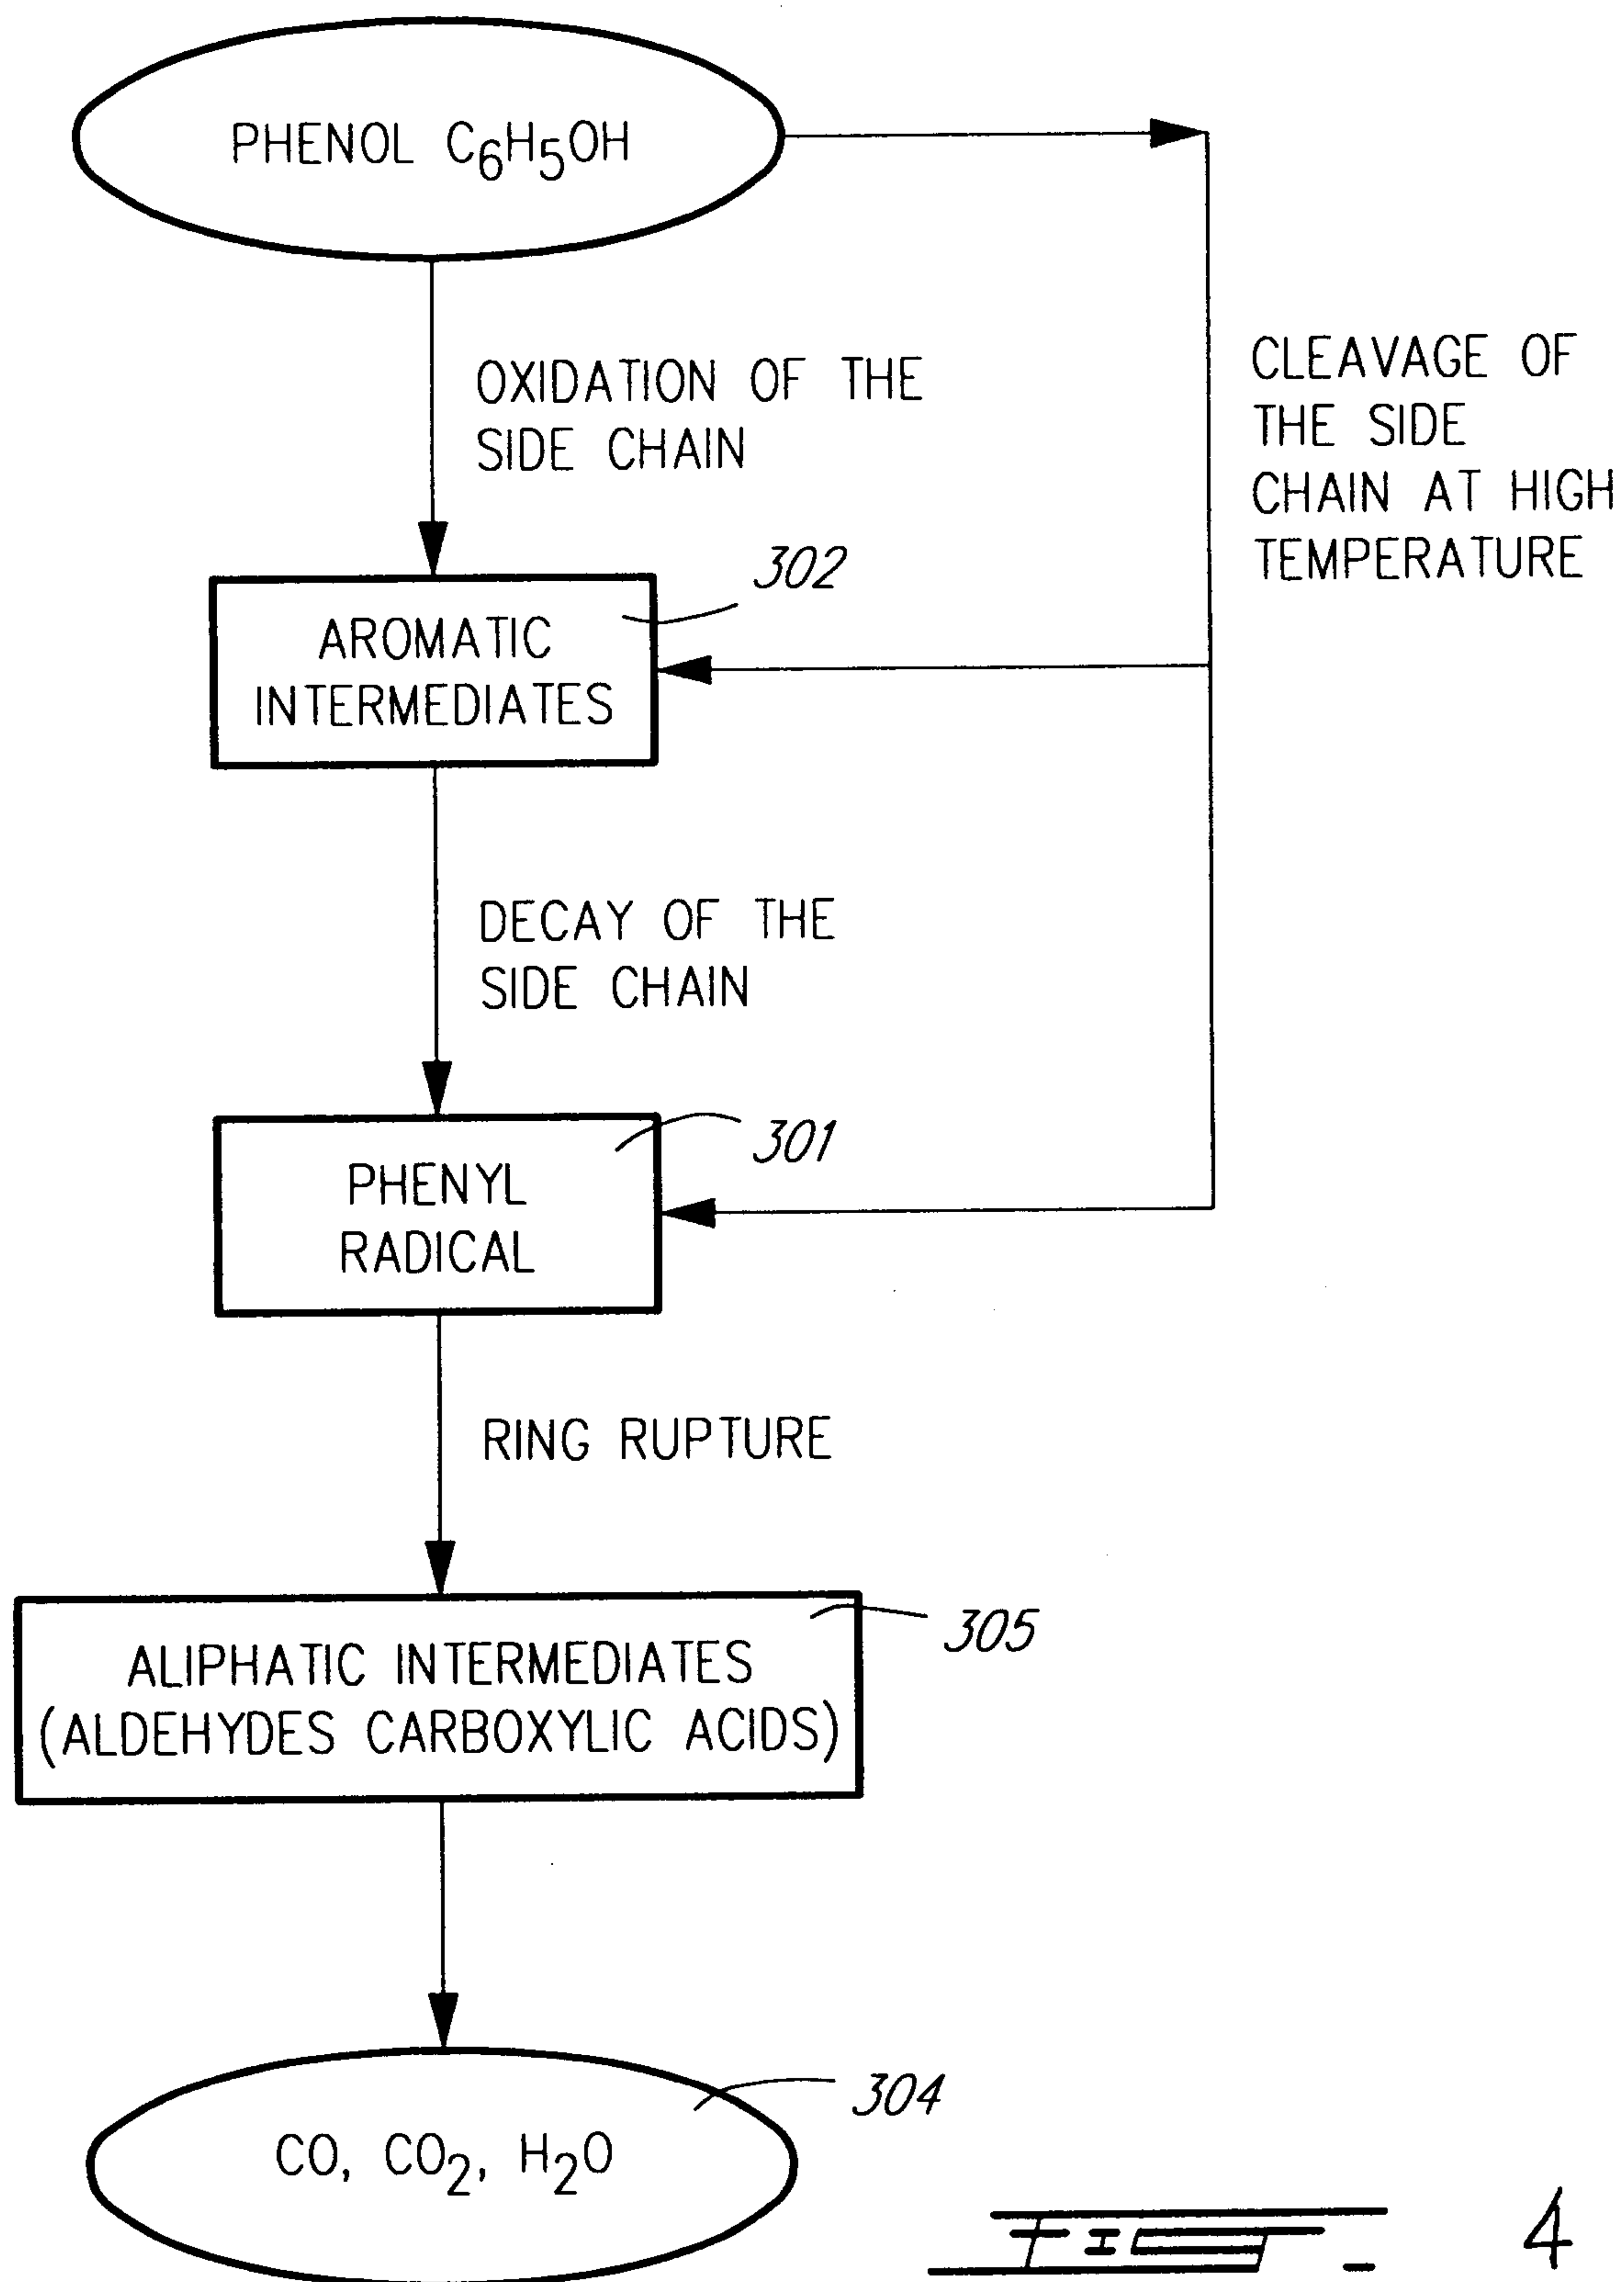 PHENOL C₆H₅OH
OXIDATION OF THE
SIDE CHAIN
CLEAVAGE OF
THE SIDE
CHAIN AT HIGH
TEMPERATURE
302
AROMATIC
INTERMEDIATES
DECAY OF THE
SIDE CHAIN
301
PHENYL
RADICAL
RING RUPTURE
305
ALIPHATIC INTERMEDIATES
(ALDEHYDES CARBOXYLIC ACIDS)
304
CO, CO₂, H₂O
FIG_ 4